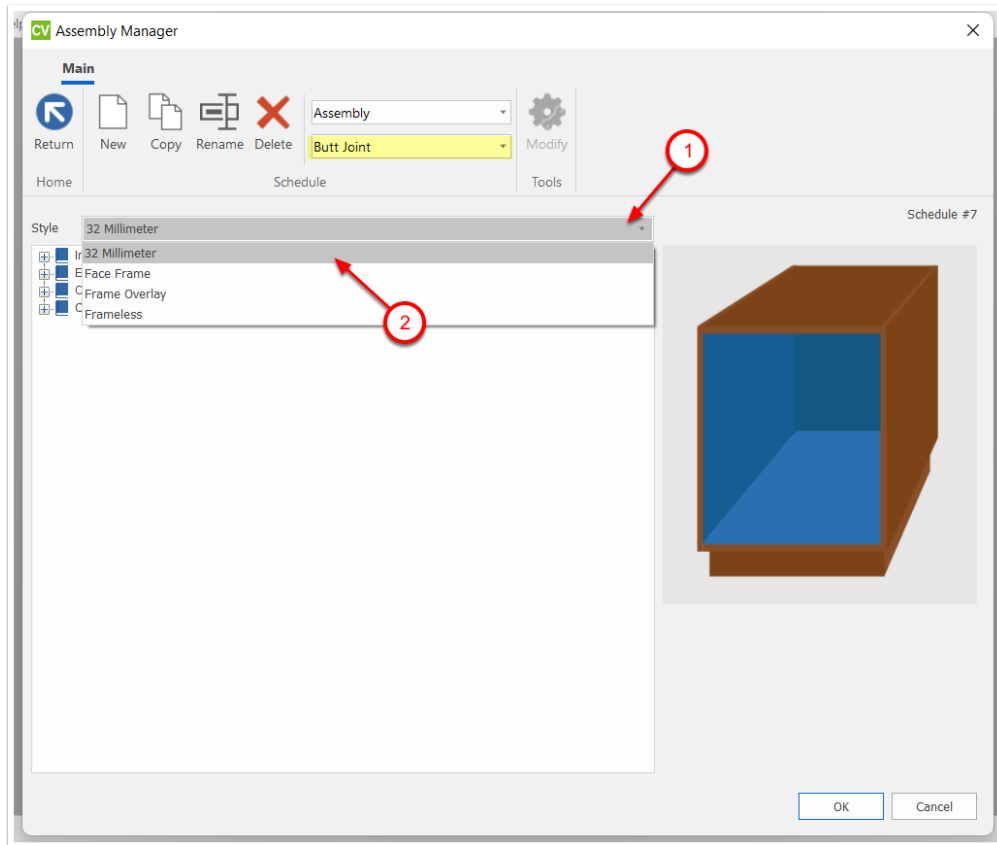 CV Assembly Manager
Main
Return
New
Copy
Rename
Delete
Assembly
Butt Joint
Modify
Home
Schedule
Tools
1
Schedule #7
Style
32 Millimeter
32 Millimeter
Face Frame
Frame Overlay
Frameless
2
OK
Cancel